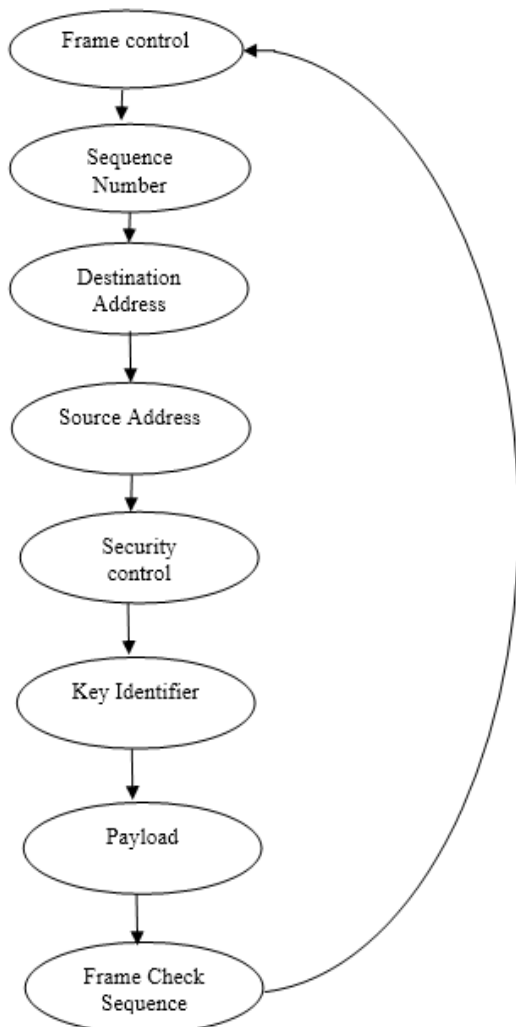 Frame control
Sequence
Number
Destination
Address
Source Address
Security
control
Key Identifier
Payload
Frame Check
Sequence